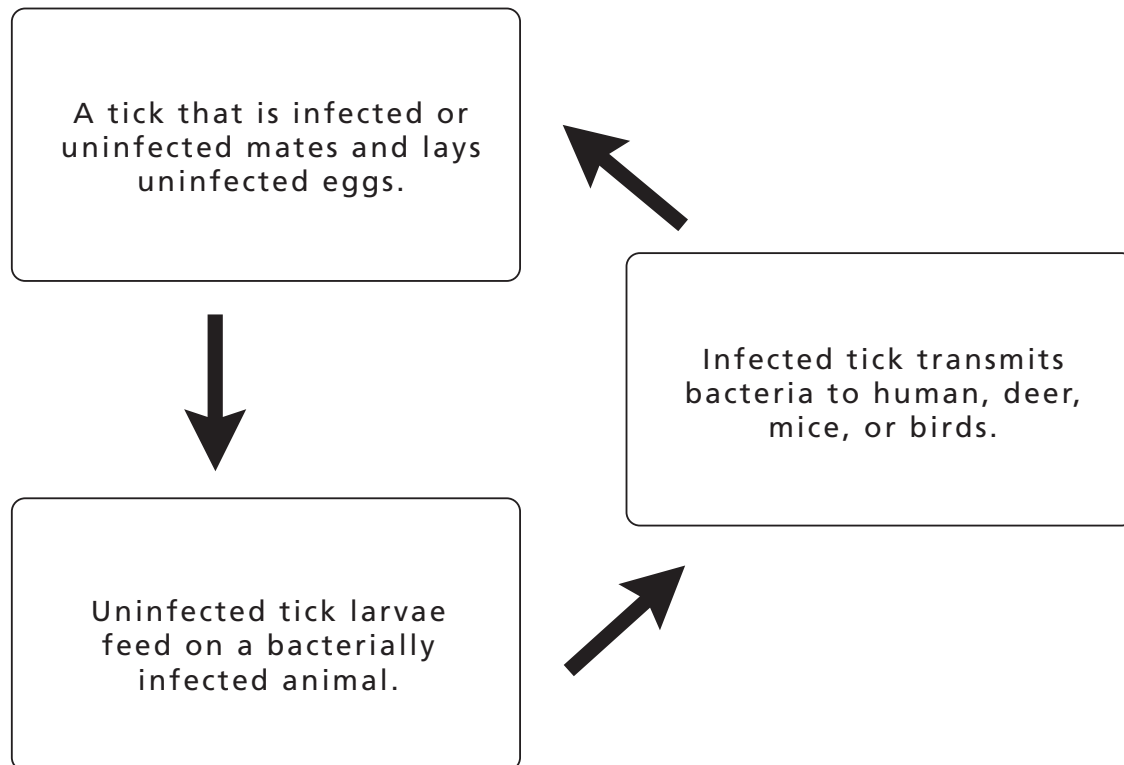 A tick that is infected or
uninfected mates and lays
uninfected eggs.
Infected tick transmits
bacteria to human, deer,
mice, or birds.
Uninfected tick larvae
feed on a bacterially
infected animal.